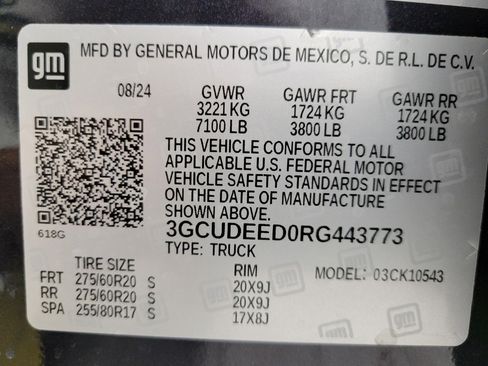 gm
MFD BY GENERAL MOTORS DE MEXICO, S. DE R.L. DE C.V.
08/24 GVWR GAWR FRT GAWR RR
3221 KG 1724 KG 1724 KG
7100 LB 3800 LB 3800 LB
THIS VEHICLE CONFORMS TO ALL
APPLICABLE U.S. FEDERAL MOTOR
VEHICLE SAFETY STANDARDS IN EFFECT
ON THE DATE OF MANUFACTURE
SHOWN ABOVE.
618G
3GCUDEED0RG443773
TYPE: TRUCK
TIRE SIZE RIM MODEL: 03CK10543
FRT 275/60R20 S 20X9J
RR 275/60R20 S 20X9J
SPA 255/80R17 S 17X8J